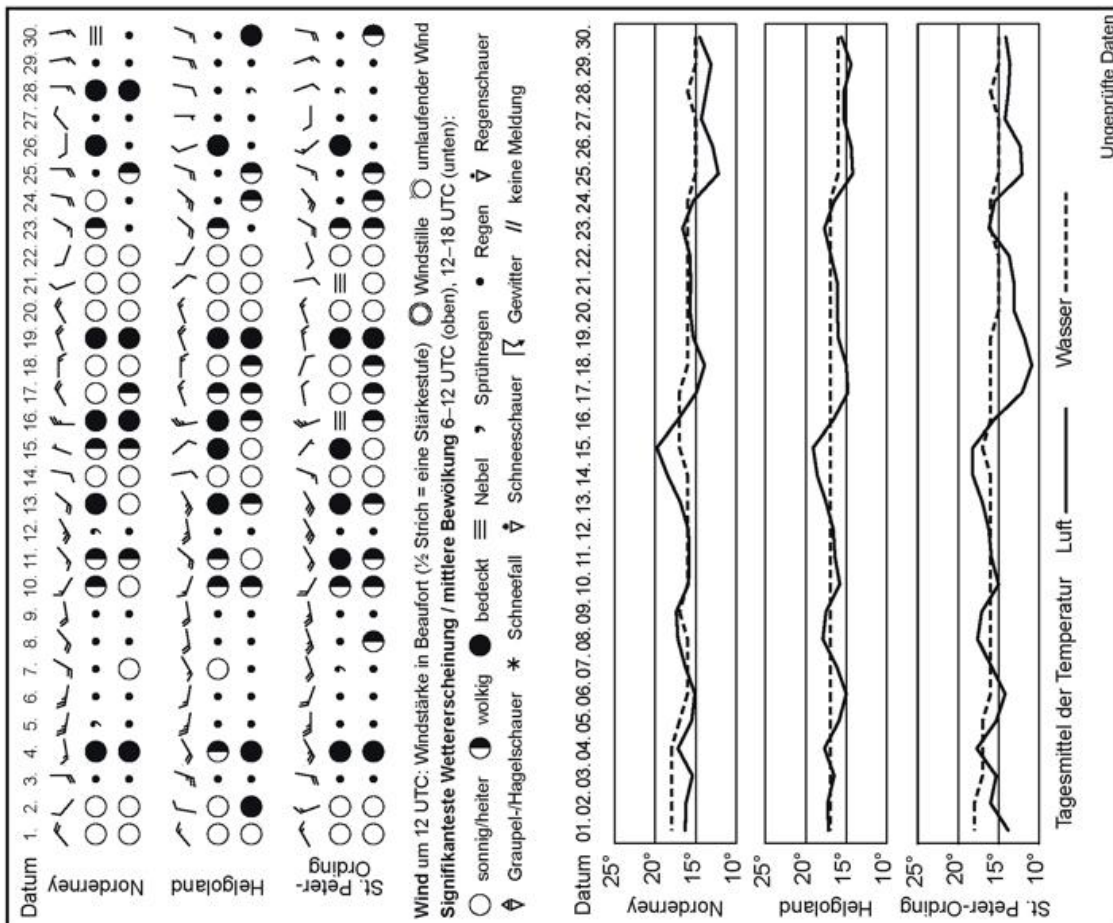 Datum 1. 2. 3. 4. 5. 6. 7. 8. 9. 10. 11. 12. 13. 14. 15. 16. 17. 18. 19. 20. 21. 22. 23. 24. 25. 26. 27. 28. 29. 30.
Norderney
Helgoland
St. Peter-
Ording
Wind um 12 UTC: Windstärke in Beaufort (½ Strich = eine Stärkestufe) Windstille umlaufender Wind
Signifikanteste Wettererscheinung / mittlere Bewölkung 6–12 UTC (oben), 12–18 UTC (unten):
sonnig/heiter wolkig bedeckt Nebel Sprühregen Regen Regenschauer
Graupel-/Hagelschauer Schneefall Schneeschauer Gewitter // keine Meldung
Datum 01. 02. 03. 04. 05. 06. 07. 08. 09. 10. 11. 12. 13. 14. 15. 16. 17. 18. 19. 20. 21. 22. 23. 24. 25. 26. 27. 28. 29. 30.
Norderney
25°
20°
15°
10°
Helgoland
25°
20°
15°
10°
St. Peter-Ording
25°
20°
15°
10°
Tagesmittel der Temperatur Luft Wasser
Ungeprüfte Daten